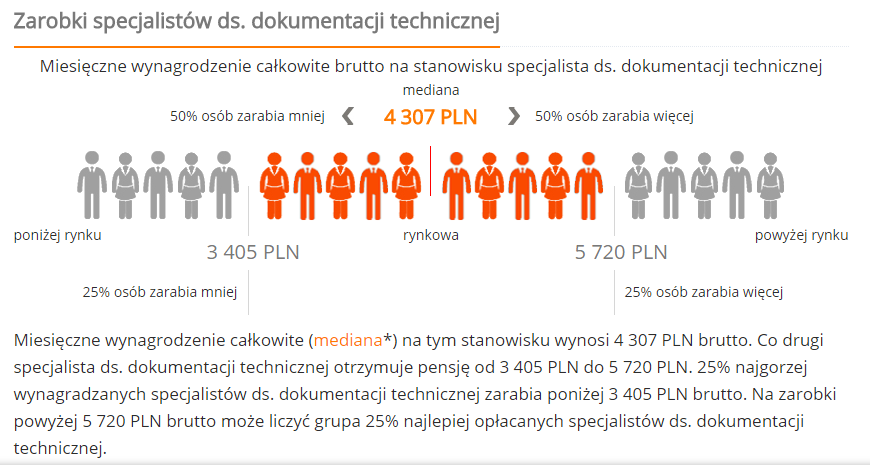 Zarobki specjalistów ds. dokumentacji technicznej
Miesięczne wynagrodzenie całkowite brutto na stanowisku specjalista ds. dokumentacji technicznej
mediana
50% osób zarabia mniej 4 307 PLN 50% osób zarabia więcej
poniżej rynku rynkowa powyżej rynku
3 405 PLN 5 720 PLN
25% osób zarabia mniej 25% osób zarabia więcej
Miesięczne wynagrodzenie całkowite (mediana*) na tym stanowisku wynosi 4 307 PLN brutto. Co drugi
specjalista ds. dokumentacji technicznej otrzymuje pensję od 3 405 PLN do 5 720 PLN. 25% najgorzej
wynagradzanych specjalistów ds. dokumentacji technicznej zarabia poniżej 3 405 PLN brutto. Na zarobki
powyżej 5 720 PLN brutto może liczyć grupa 25% najlepiej opłacanych specjalistów ds. dokumentacji
technicznej.